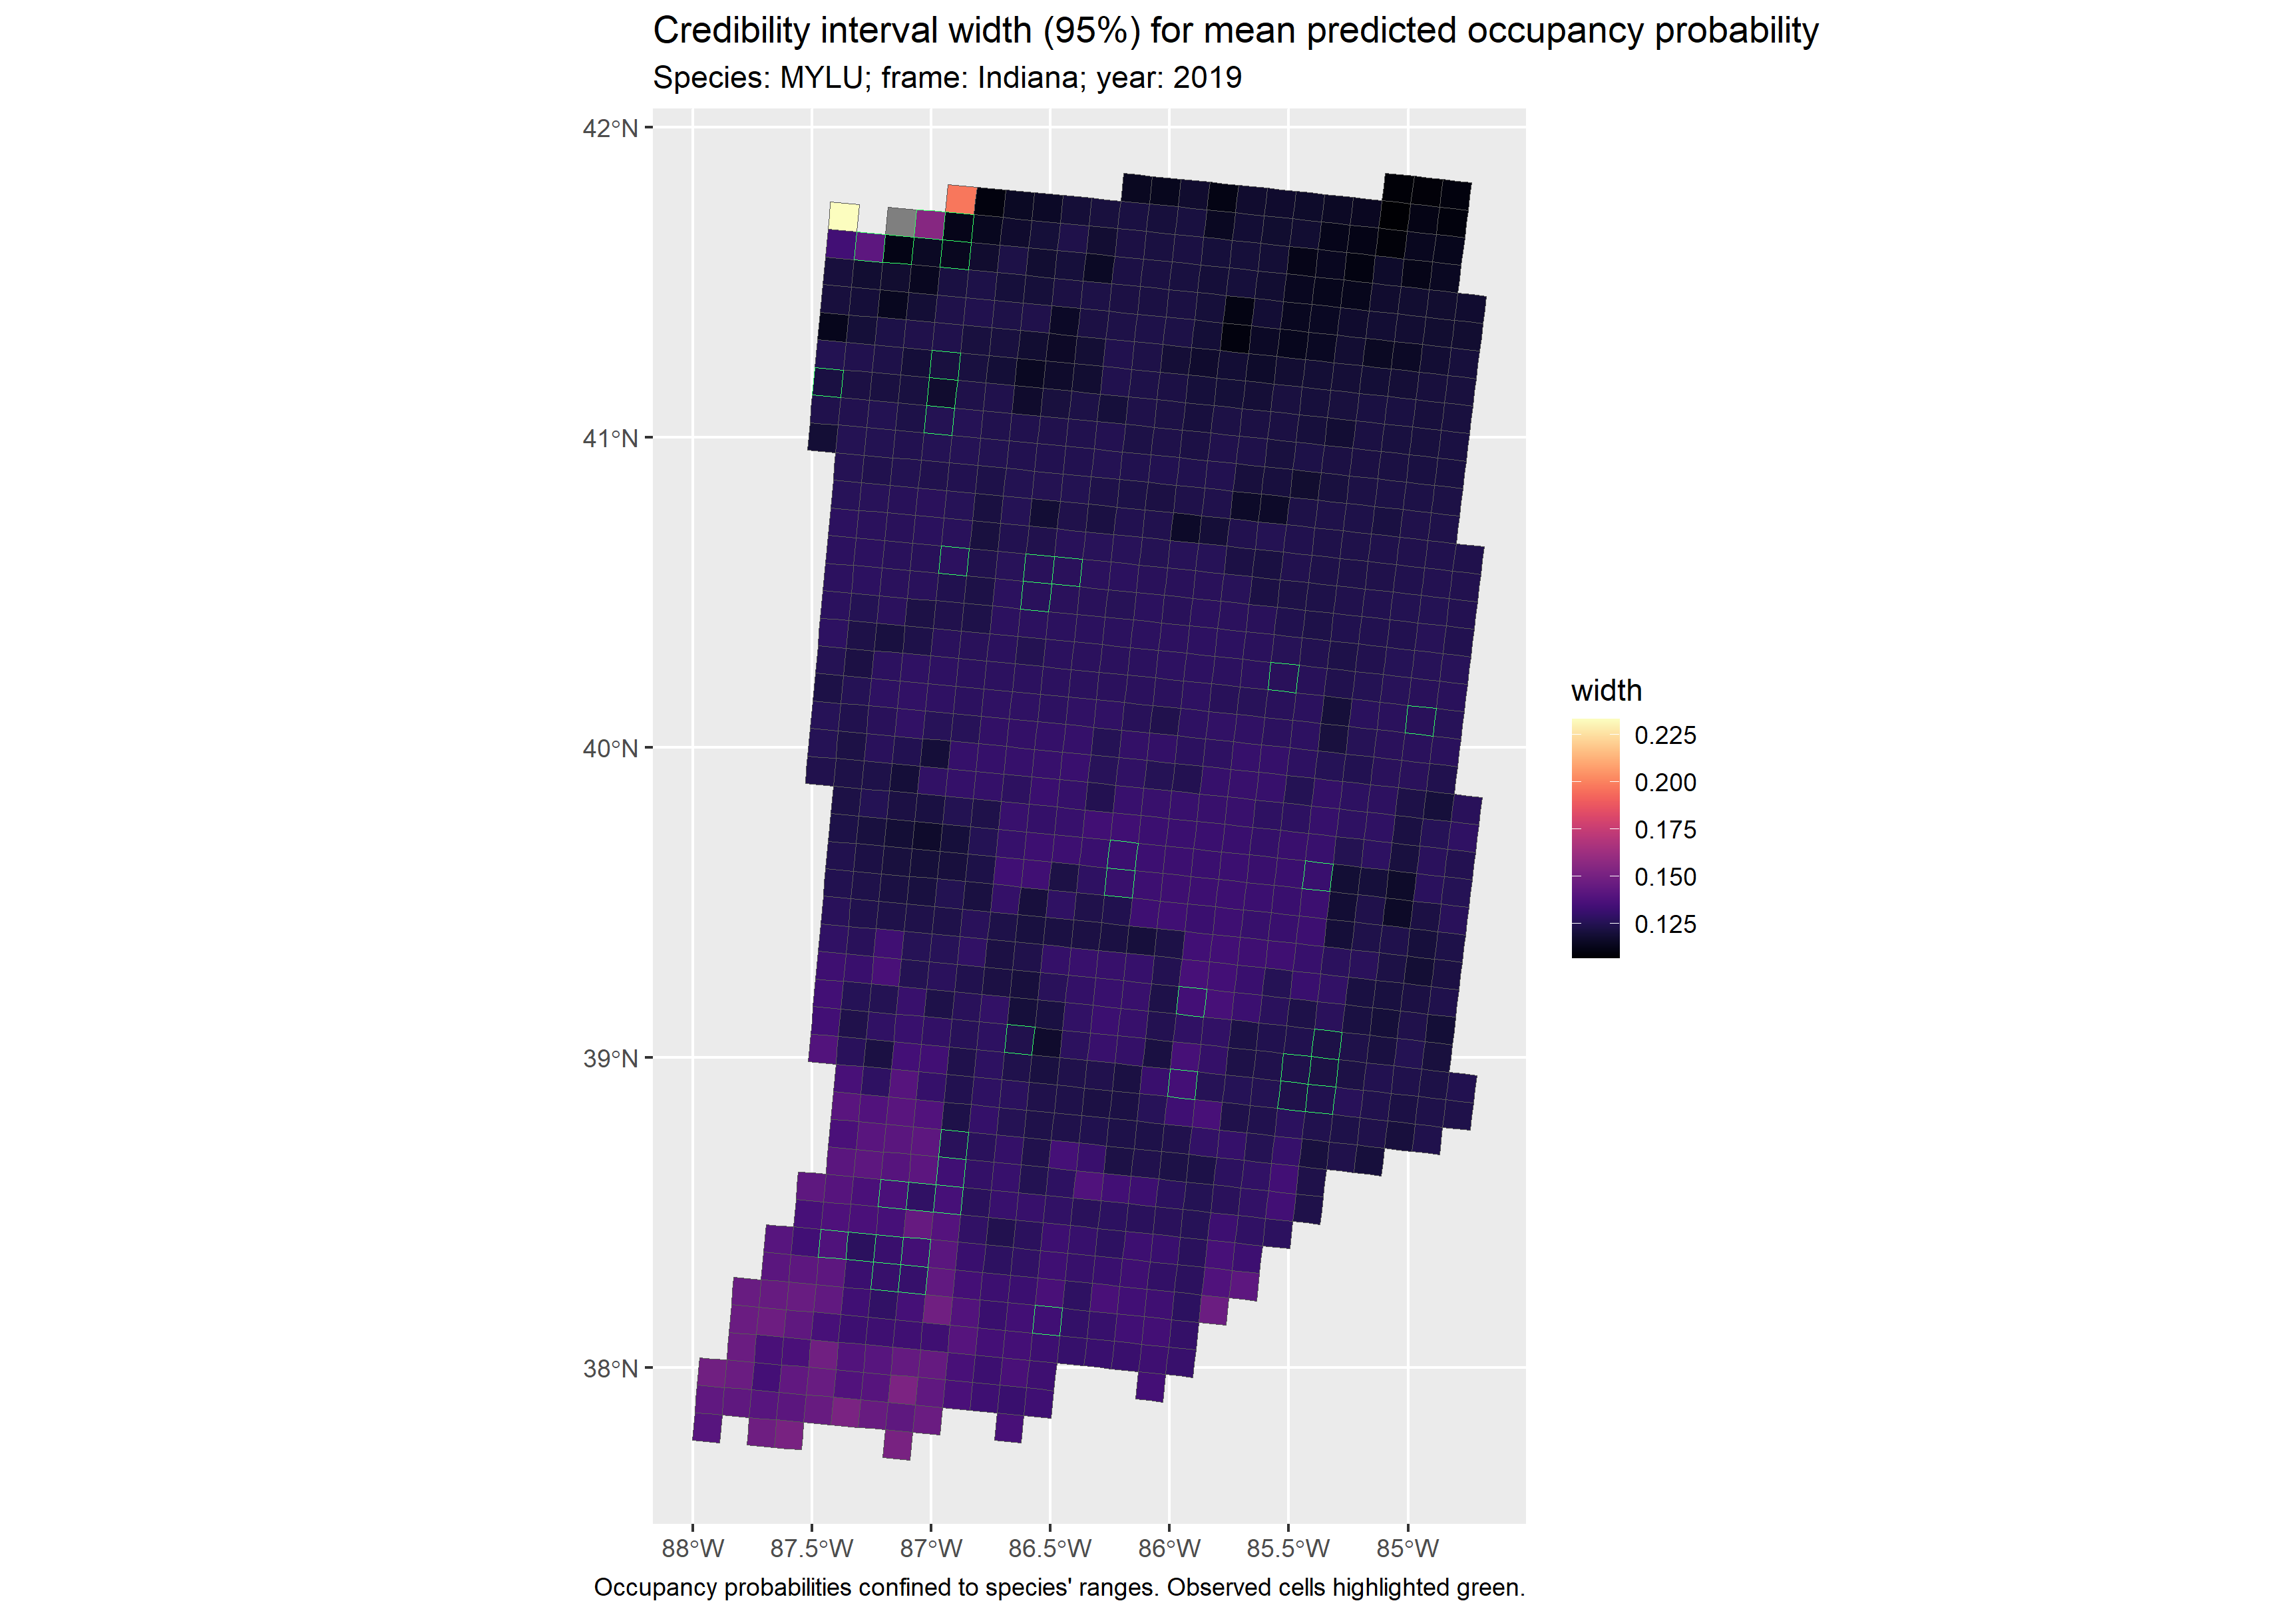 Credibility interval width (95%) for mean predicted occupancy probability
Species: MYLU; frame: Indiana; year: 2019
42°N
41°N
40°N
39°N
38°N
88°W 87.5°W 87°W 86.5°W 86°W 85.5°W 85°W
width
0.225
0.200
0.175
0.150
0.125
Occupancy probabilities confined to species' ranges. Observed cells highlighted green.